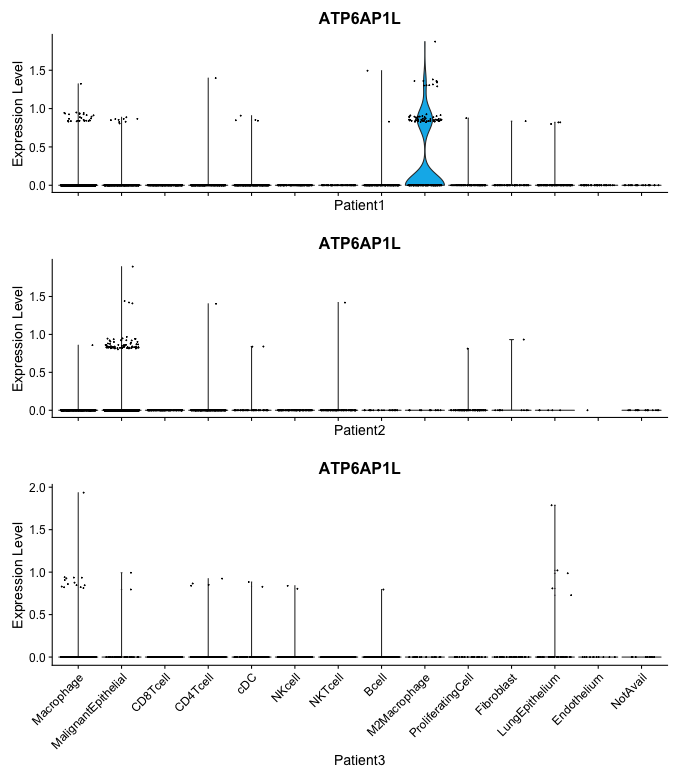 ATP6AP1L
Expression Level
1.5
1.0
0.5
0.0
Patient1
ATP6AP1L
Expression Level
1.5
1.0
0.5
0.0
Patient2
ATP6AP1L
Expression Level
2.0
1.5
1.0
0.5
0.0
Macrophage
MalignantEpithelial
CD8Tcell
CD4Tcell
cDC
NKcell
NKTcell
Bcell
M2Macrophage
ProliferatingCell
Fibroblast
LungEpithelium
Endothelium
NotAvail
Patient3